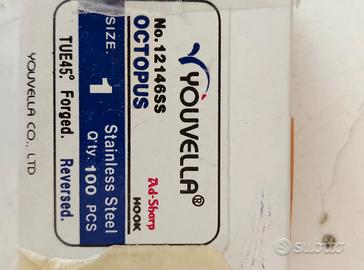 YOUVELLA®
No.12146SS
OCTOPUS
Ad-Sharp
HOOK
SIZE 1
Stainless Steel
Q'ty. 100 PCS
TUE45°. Forged. Reversed.
YOUVELLA CO., LTD
subito